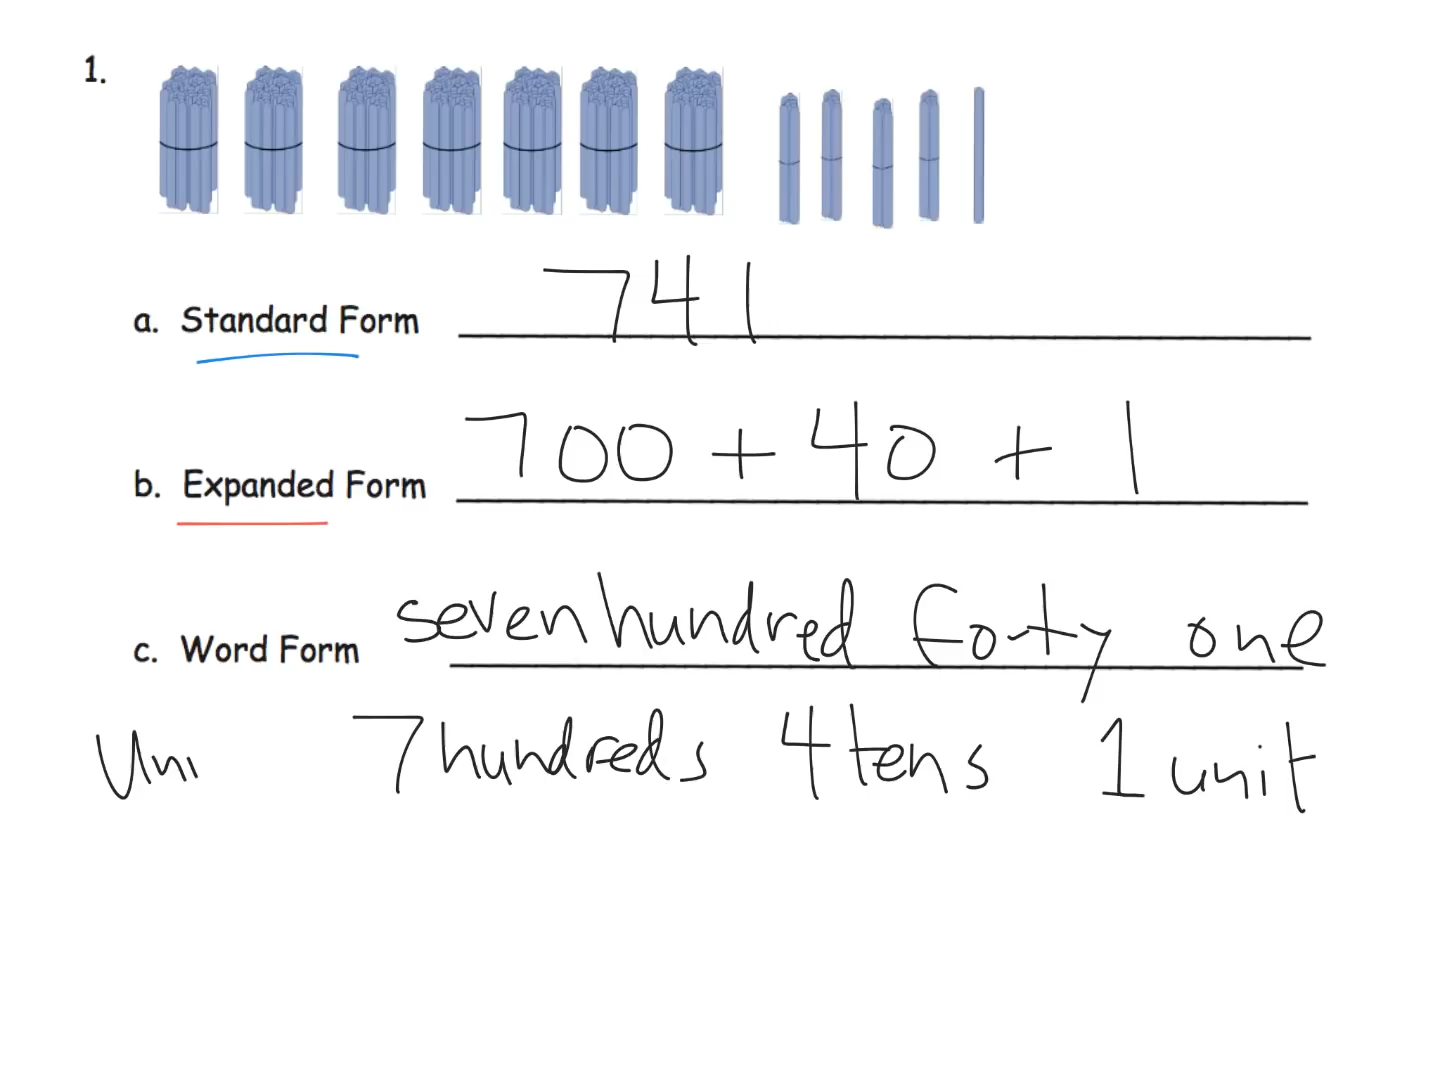 1.
a. Standard Form 741
b. Expanded Form 700 + 40 + 1
c. Word Form seven hundred forty one
Uni 7 hundreds 4 tens 1 unit